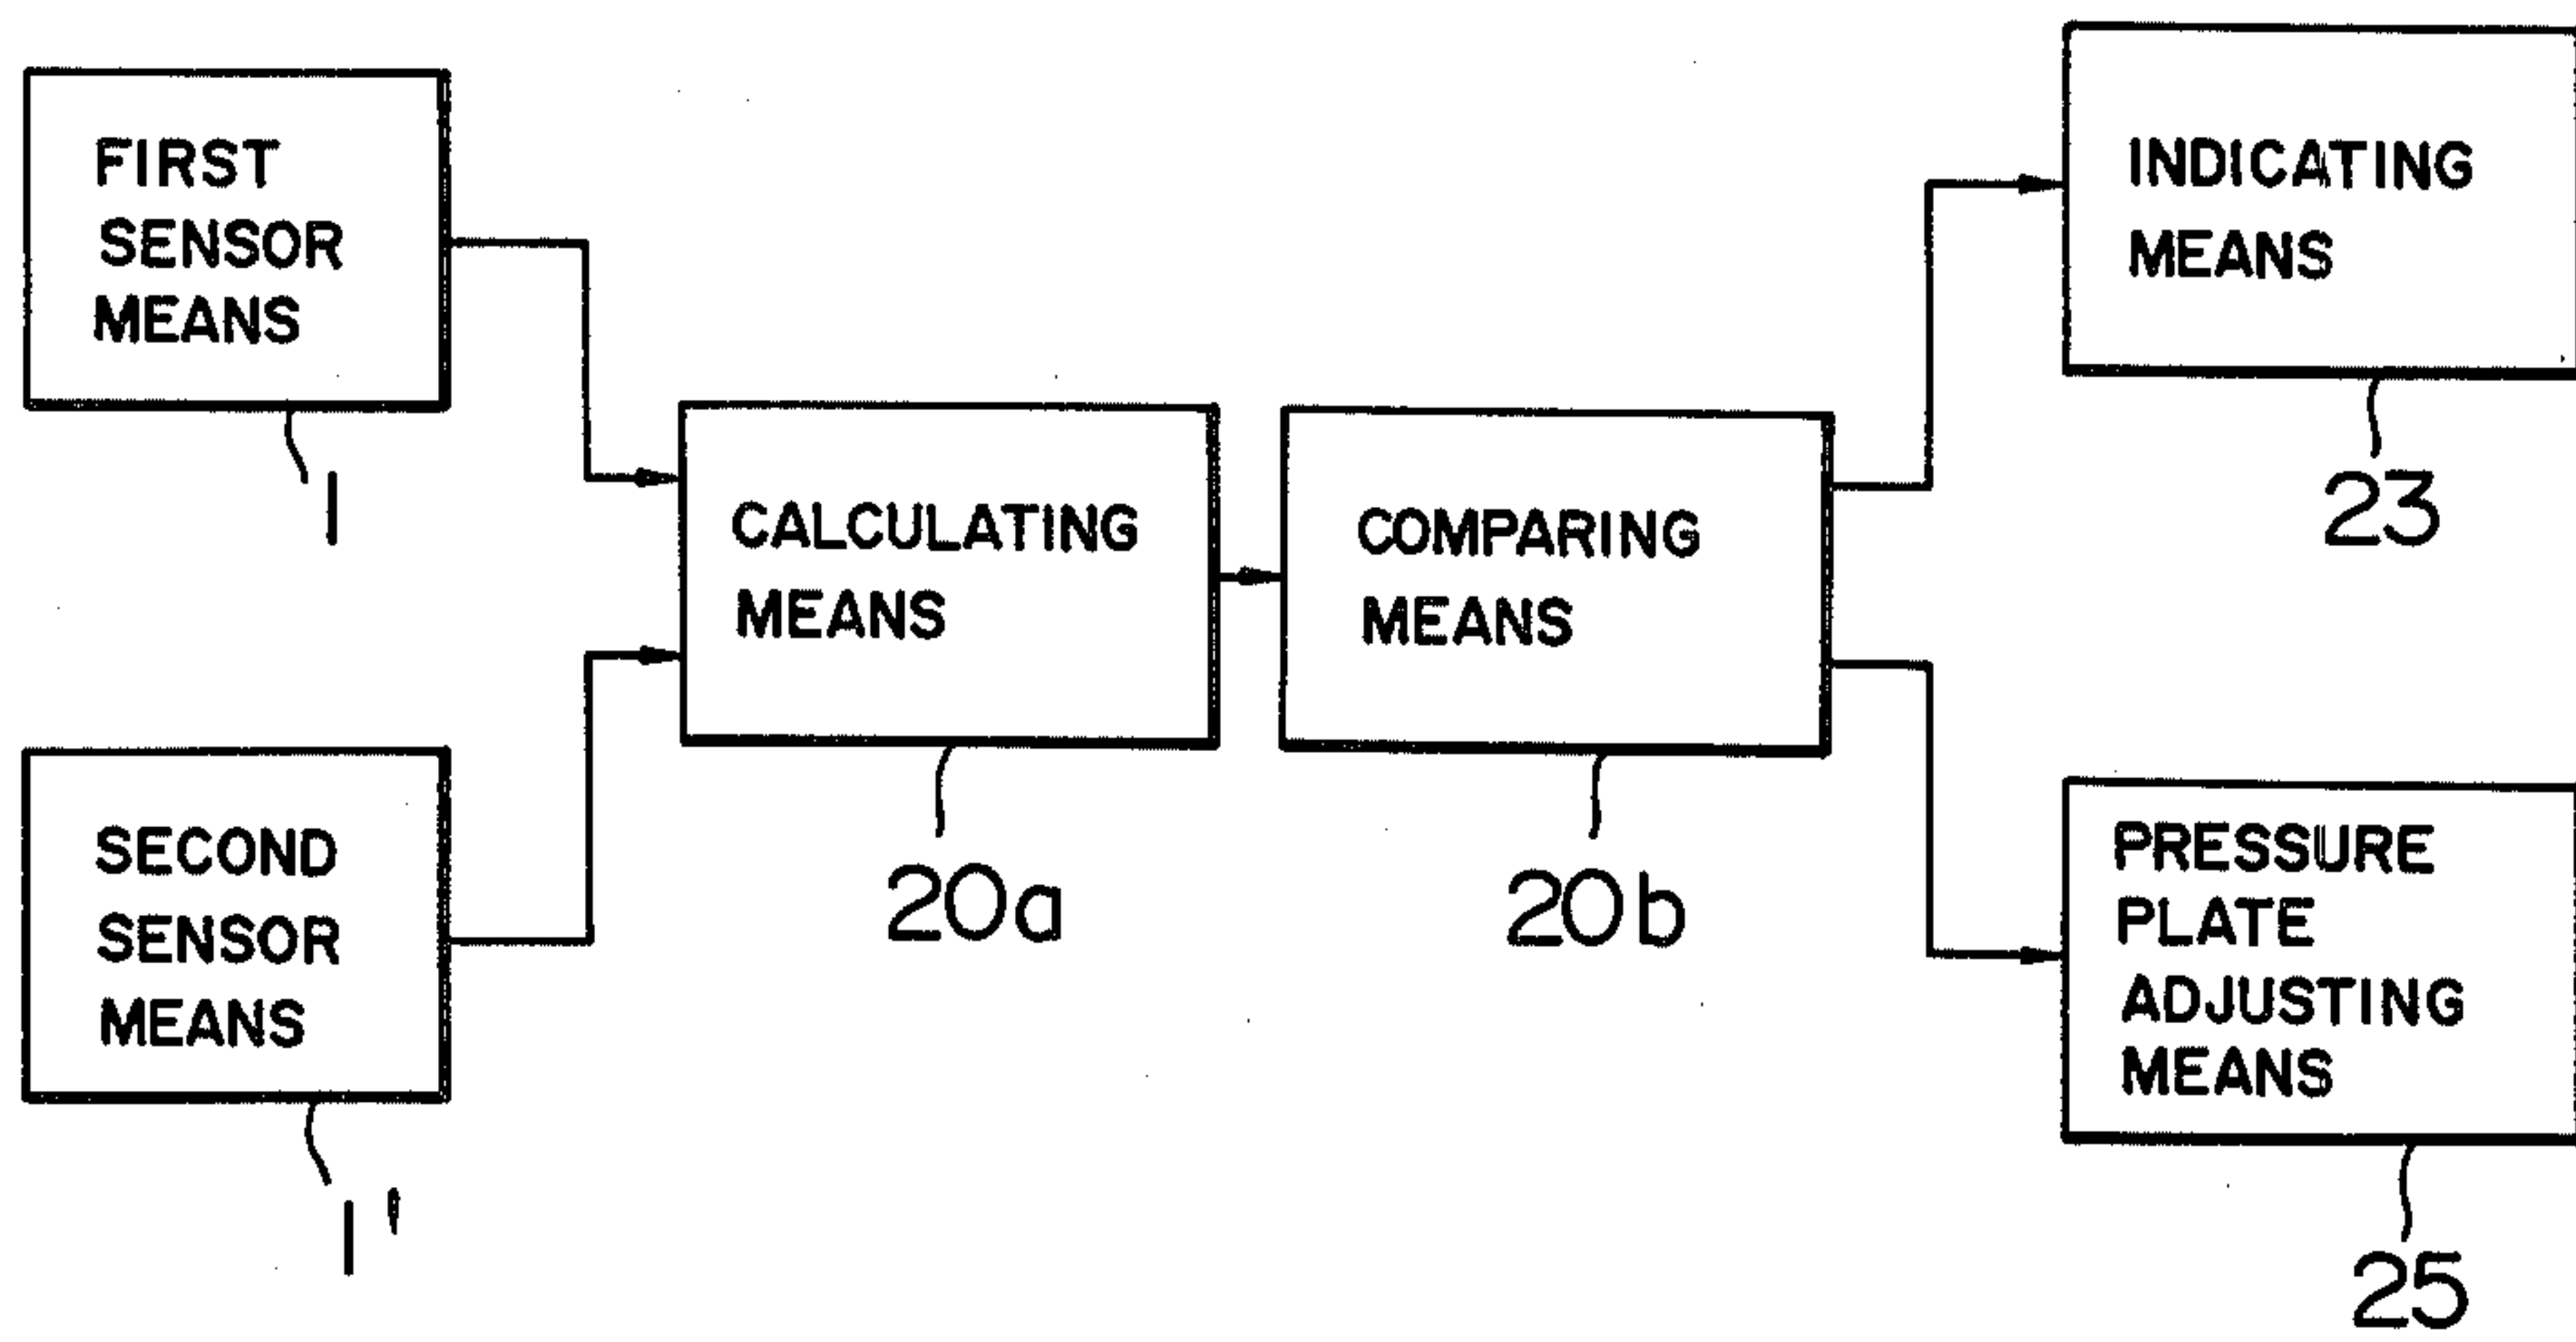 FIRST
SENSOR
MEANS
1
SECOND
SENSOR
MEANS
1'
CALCULATING
MEANS
20a
COMPARING
MEANS
20b
INDICATING
MEANS
23
PRESSURE
PLATE
ADJUSTING
MEANS
25